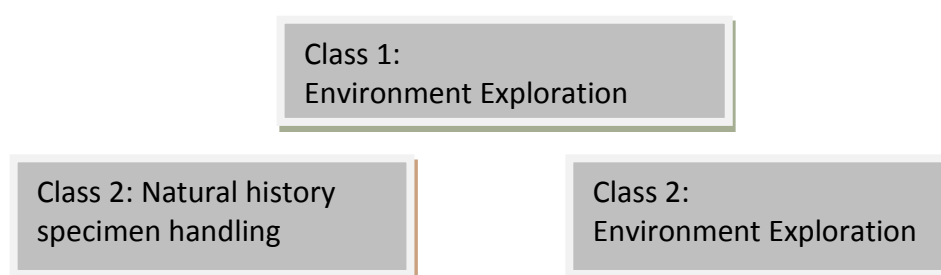 Class 1:
Environment Exploration
Class 2: Natural history
specimen handling
Class 2:
Environment Exploration